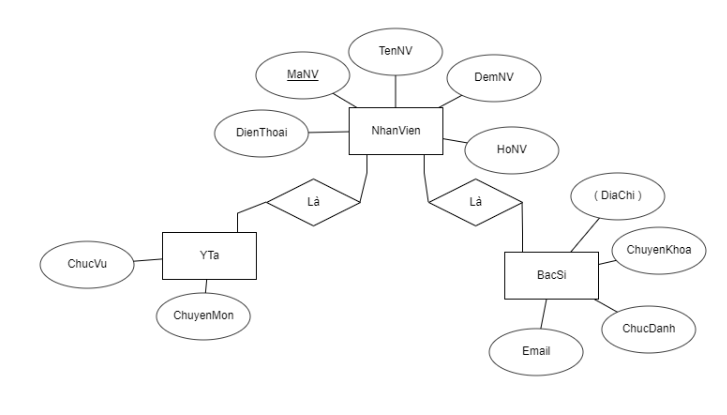 TenNV
MaNV
DemNV
DienThoai
NhanVien
HoNV
Là
Là
( DiaChi )
YTa
ChuyenKhoa
ChucVu
BacSi
ChuyenMon
ChucDanh
Email